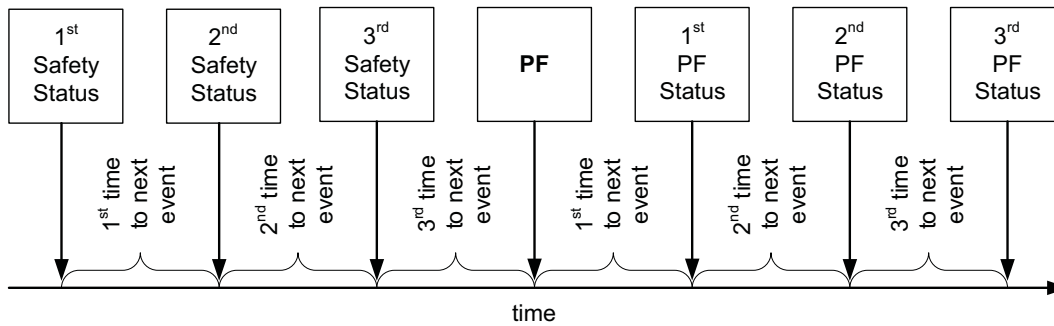 1st
Safety
Status
2nd
Safety
Status
3rd
Safety
Status
PF
1st
PF
Status
2nd
PF
Status
3rd
PF
Status
1st time
to next
event
2nd time
to next
event
3rd time
to next
event
1st time
to next
event
2nd time
to next
event
3rd time
to next
event
time